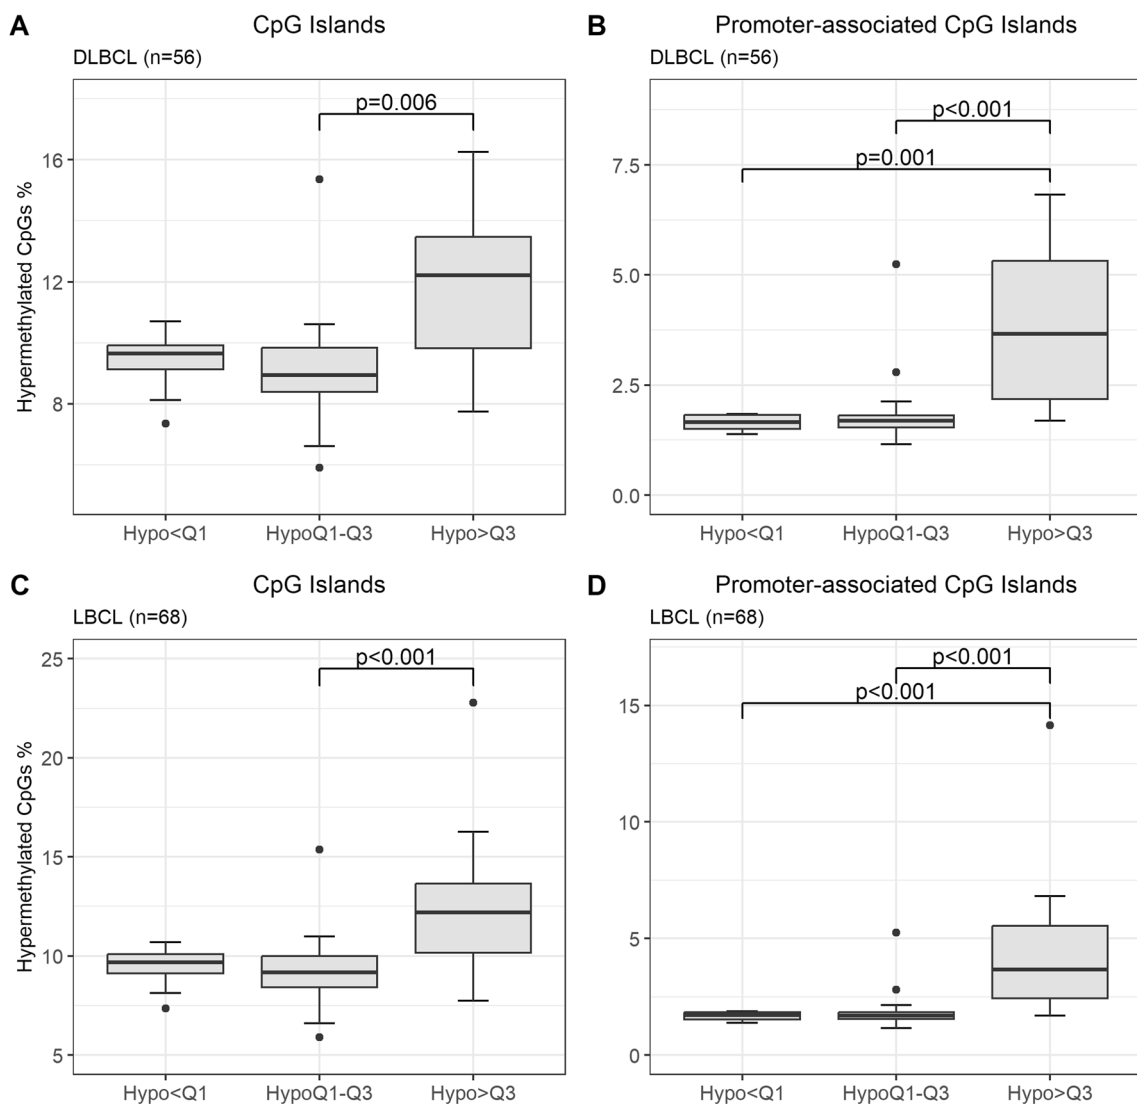 A
CpG Islands
DLBCL (n=56)
Hypermethylated CpGs %
p=0.006
16
12
8
Hypo<Q1
HypoQ1-Q3
Hypo>Q3
B
Promoter-associated CpG Islands
DLBCL (n=56)
p<0.001
p=0.001
7.5
5.0
2.5
0.0
Hypo<Q1
HypoQ1-Q3
Hypo>Q3
C
CpG Islands
LBCL (n=68)
Hypermethylated CpGs %
p<0.001
25
20
15
10
5
Hypo<Q1
HypoQ1-Q3
Hypo>Q3
D
Promoter-associated CpG Islands
LBCL (n=68)
p<0.001
p<0.001
15
10
5
0
Hypo<Q1
HypoQ1-Q3
Hypo>Q3